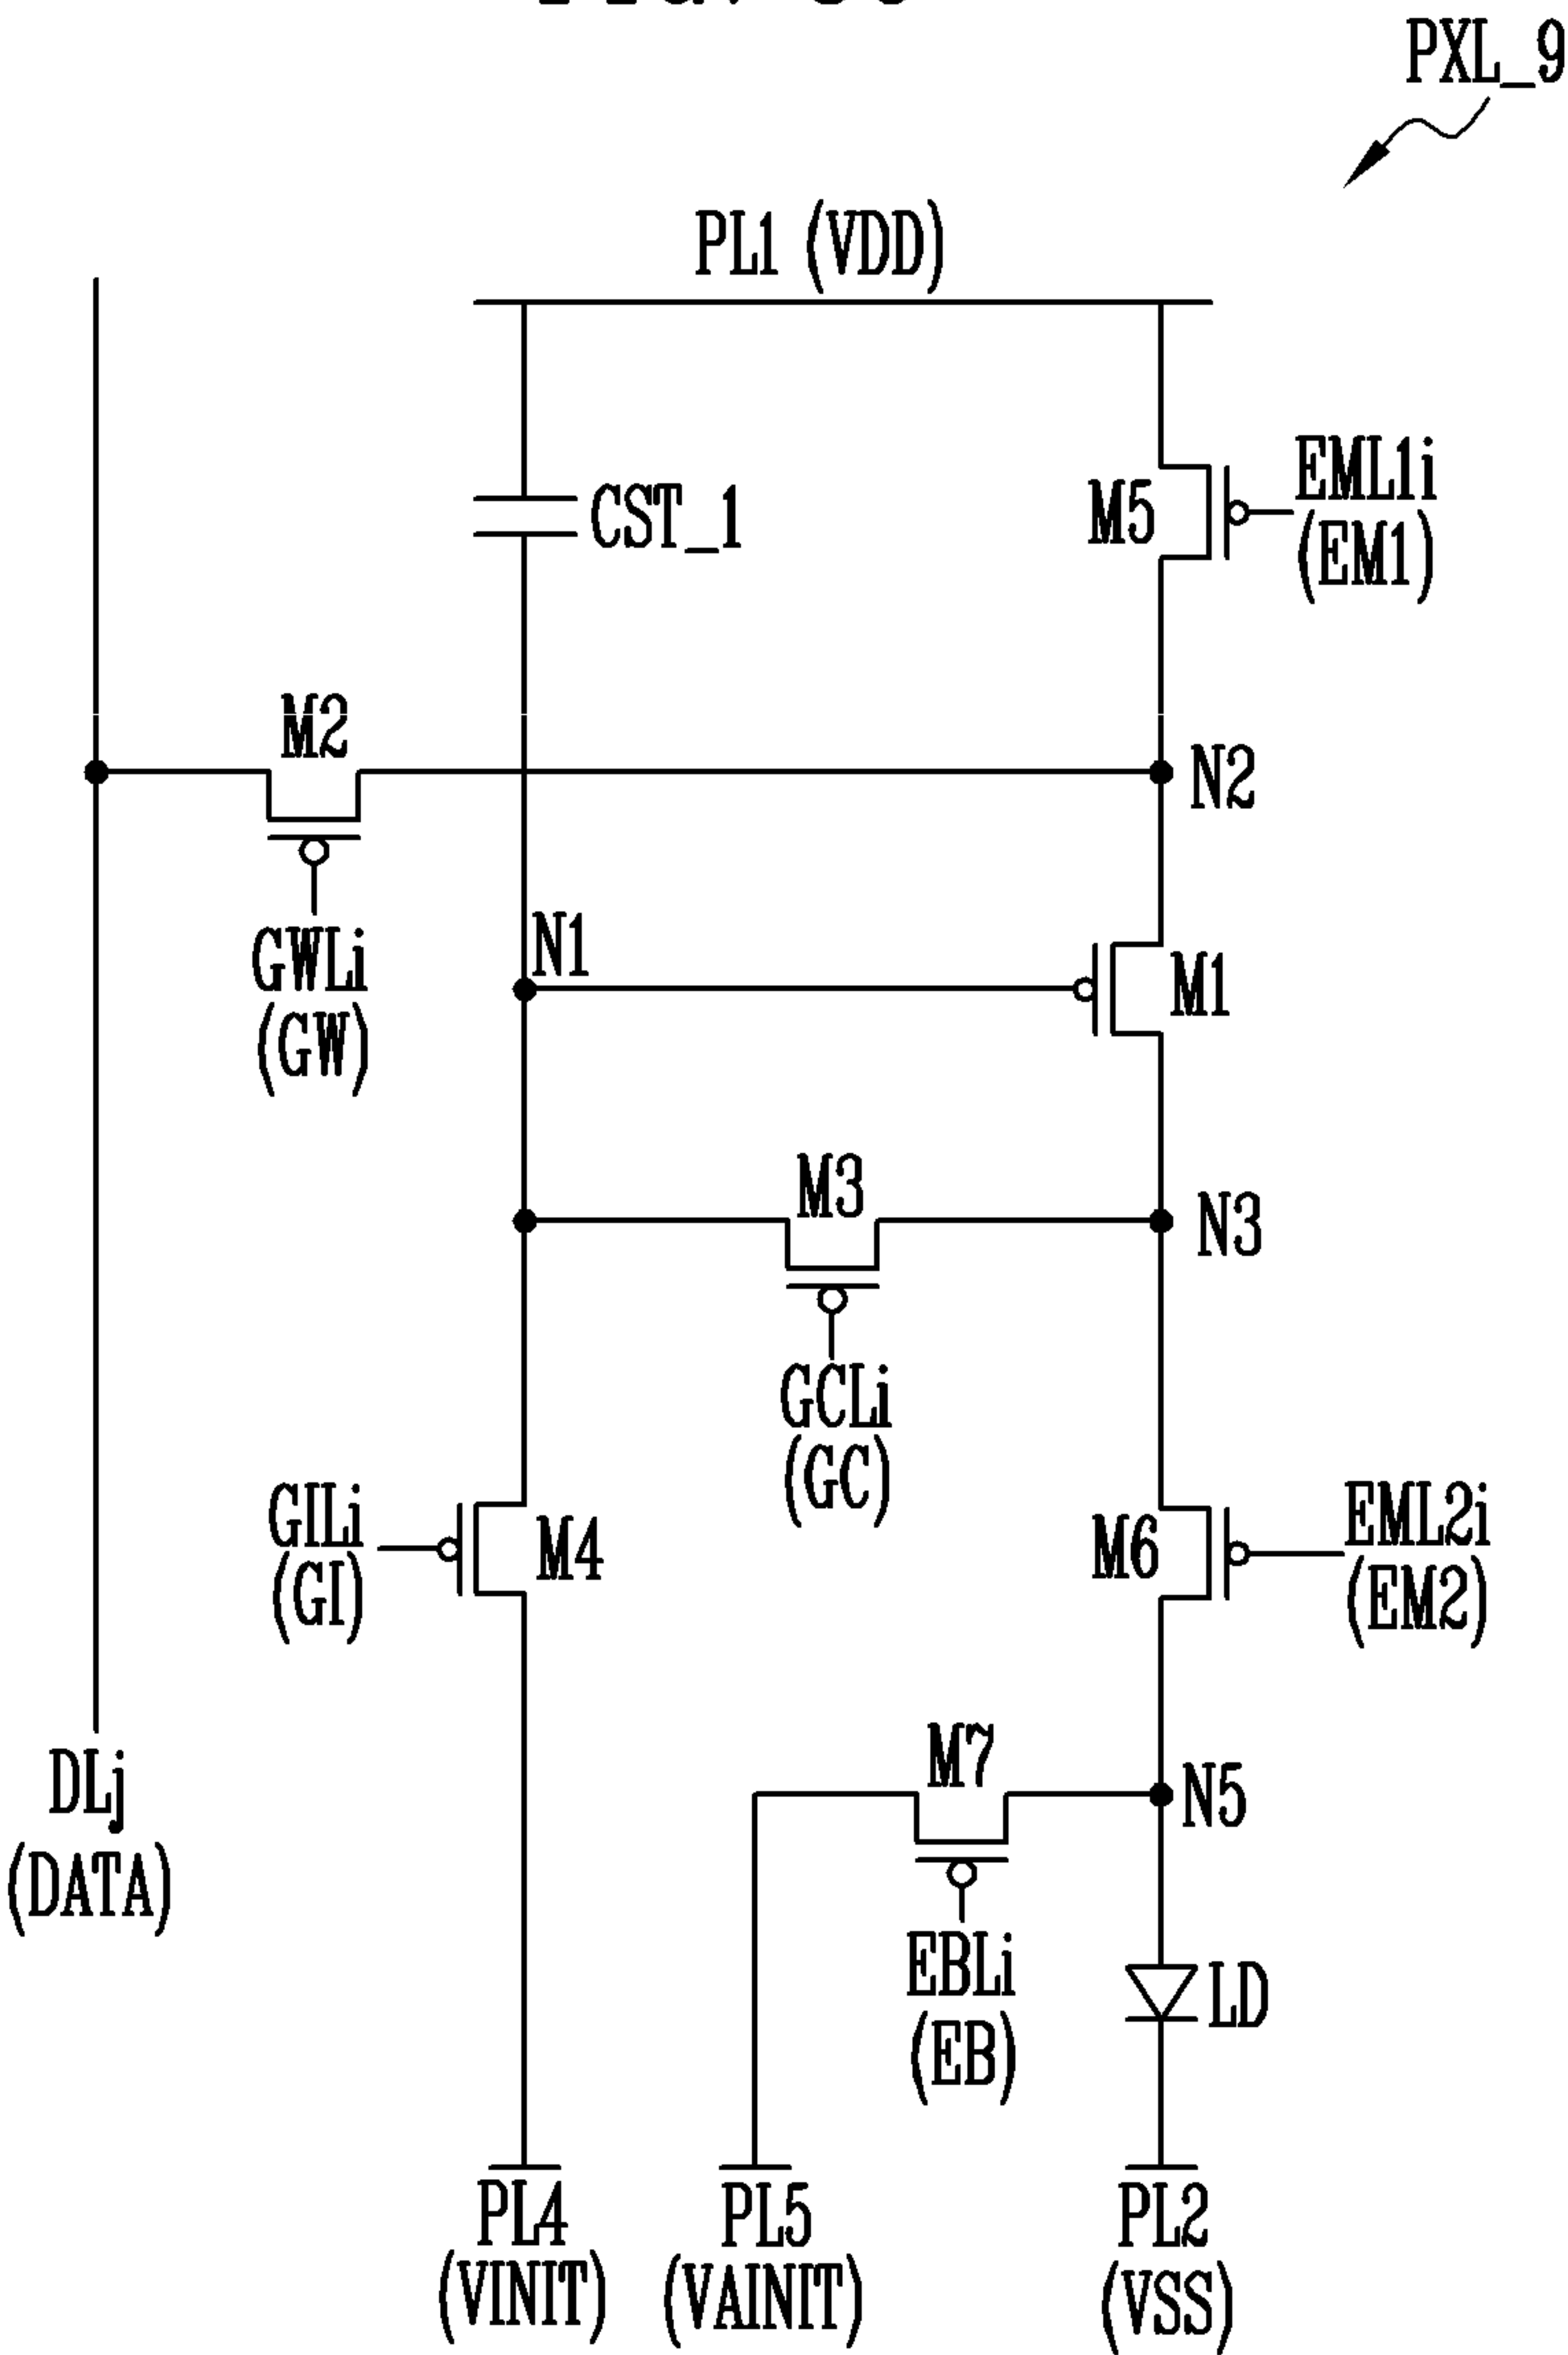 PXL_9
PL1 (VDD)
EML1i
(EM1)
M5
CST_1
M2
N2
GWLi
(GW)
N1
M1
M3
N3
GCLi
(GC)
GILi
(GI)
M4
M6
EML2i
(EM2)
M7
N5
DLj
(DATA)
EBLi
(EB)
LD
PL4
(VINIT)
PL5
(VAINIT)
PL2
(VSS)